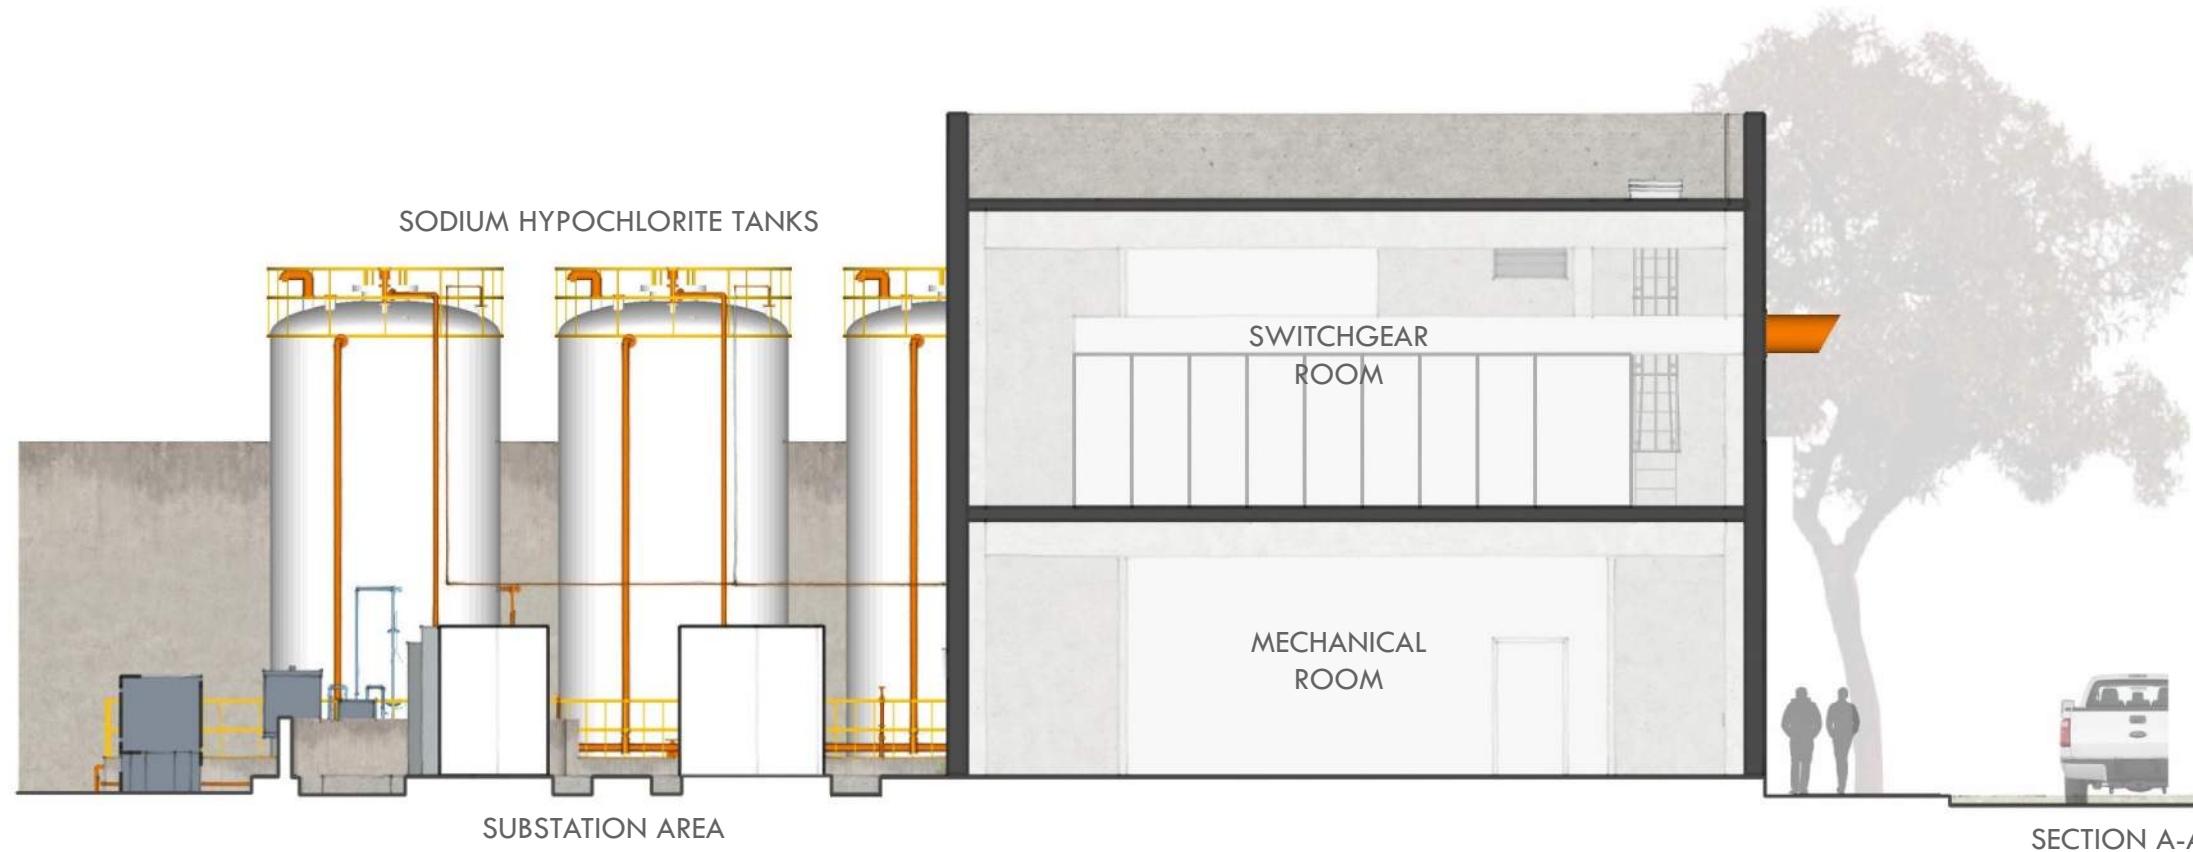 SODIUM HYPOCHLORITE TANKS
SWITCHGEAR
ROOM
MECHANICAL
ROOM
SUBSTATION AREA
SECTION A-A